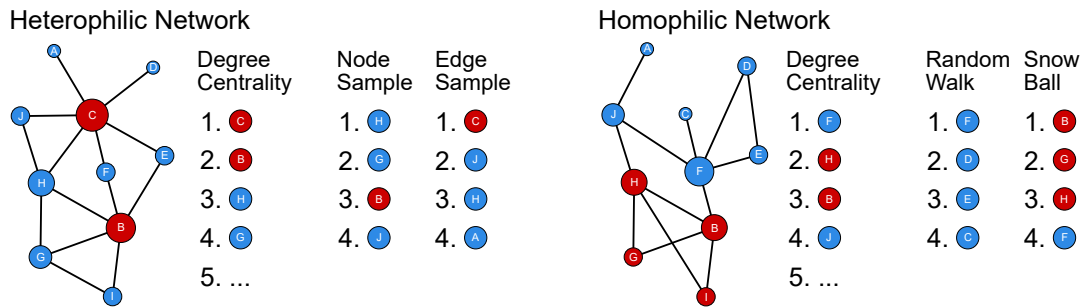 Heterophilic Network
A
D
J
C
E
F
H
B
G
I
Degree
Centrality
1. C
2. B
3. H
4. G
5. ...
Node
Sample
1. H
2. G
3. B
4. J
Edge
Sample
1. C
2. J
3. H
4. A
Homophilic Network
A
D
J
C
E
F
H
B
G
I
Degree
Centrality
1. F
2. H
3. B
4. J
5. ...
Random
Walk
1. F
2. D
3. E
4. C
Snow
Ball
1. B
2. G
3. H
4. F